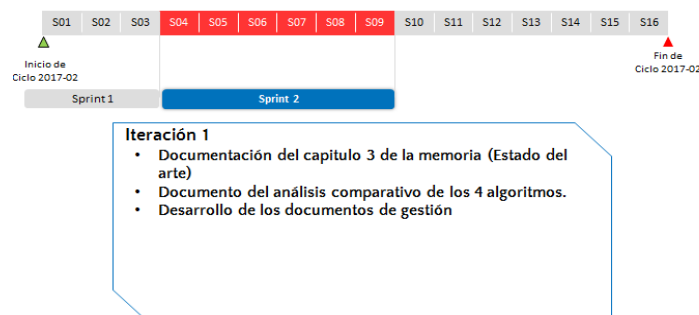 S01 S02 S03 S04 S05 S06 S07 S08 S09 S10 S11 S12 S13 S14 S15 S16
Inicio de
Ciclo 2017-02
Fin de
Ciclo 2017-02
Sprint 1
Sprint 2
Iteración 1
• Documentación del capitulo 3 de la memoria (Estado del
arte)
• Documento del análisis comparativo de los 4 algoritmos.
• Desarrollo de los documentos de gestión